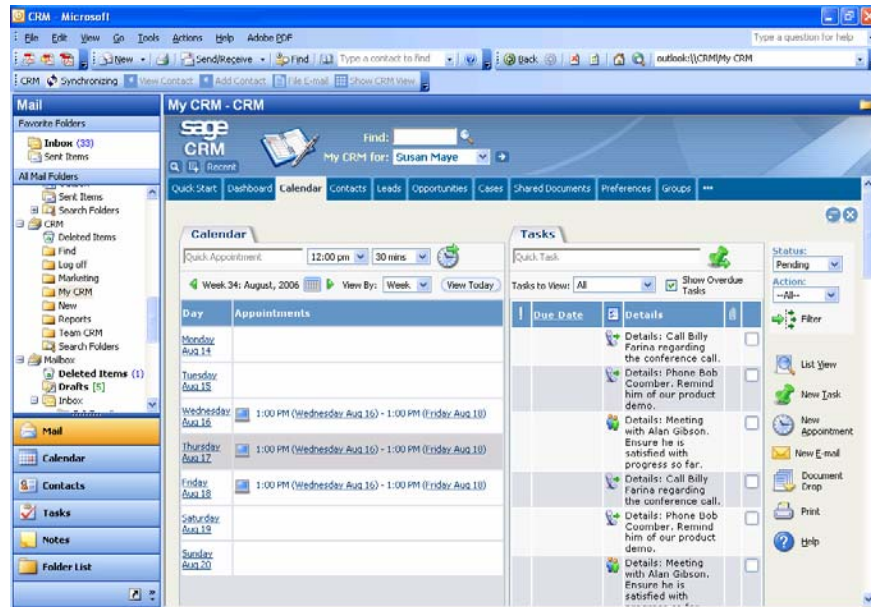 CRM - Microsoft
File Edit View Go Tools Actions Help Adobe PDF
Type a question for help
New Send/Receive Find Type a contact to find Back outlook:\\CRM\My CRM
CRM Synchronizing View Contact Add Contact File E-mail Show CRM View
Mail
Favorite Folders
Inbox (33)
Sent Items
All Mail Folders
Sent Items
Search Folders
CRM
Deleted Items
Find
Log off
Marketing
My CRM
New
Reports
Team CRM
Search Folders
Mailbox
Deleted Items (1)
Drafts [5]
Inbox
Mail
Calendar
Contacts
Tasks
Notes
Folder List
My CRM - CRM
sage
CRM
Recent
Find:
My CRM for: Susan Maye
Quick Start Dashboard Calendar Contacts Leads Opportunities Cases Shared Documents Preferences Groups
Calendar
Quick Appointment 12:00 pm 30 mins
Week 34: August, 2006 View By: Week View Today
Day Appointments
Monday
Aug 14
Tuesday
Aug 15
Wednesday
Aug 16
1:00 PM (Wednesday Aug 16) - 1:00 PM (Friday Aug 18)
Thursday
Aug 17
1:00 PM (Wednesday Aug 16) - 1:00 PM (Friday Aug 18)
Friday
Aug 18
1:00 PM (Wednesday Aug 16) - 1:00 PM (Friday Aug 18)
Saturday
Aug 19
Sunday
Aug 20
Tasks
Quick Task
Tasks to View: All Show Overdue
Tasks
! Due Date Details
Details: Call Billy
Farina regarding
the conference call.
Details: Phone Bob
Coomber. Remind
him of our product
demo.
Details: Meeting
with Alan Gibson.
Ensure he is
satisfied with
progress so far.
Details: Call Billy
Farina regarding
the conference call.
Details: Phone Bob
Coomber. Remind
him of our product
demo.
Details: Meeting
with Alan Gibson.
Ensure he is
satisfied with
Status:
Pending
Action:
--All--
Filter
List View
New Task
New
Appointment
New E-mail
Document
Drop
Print
Help